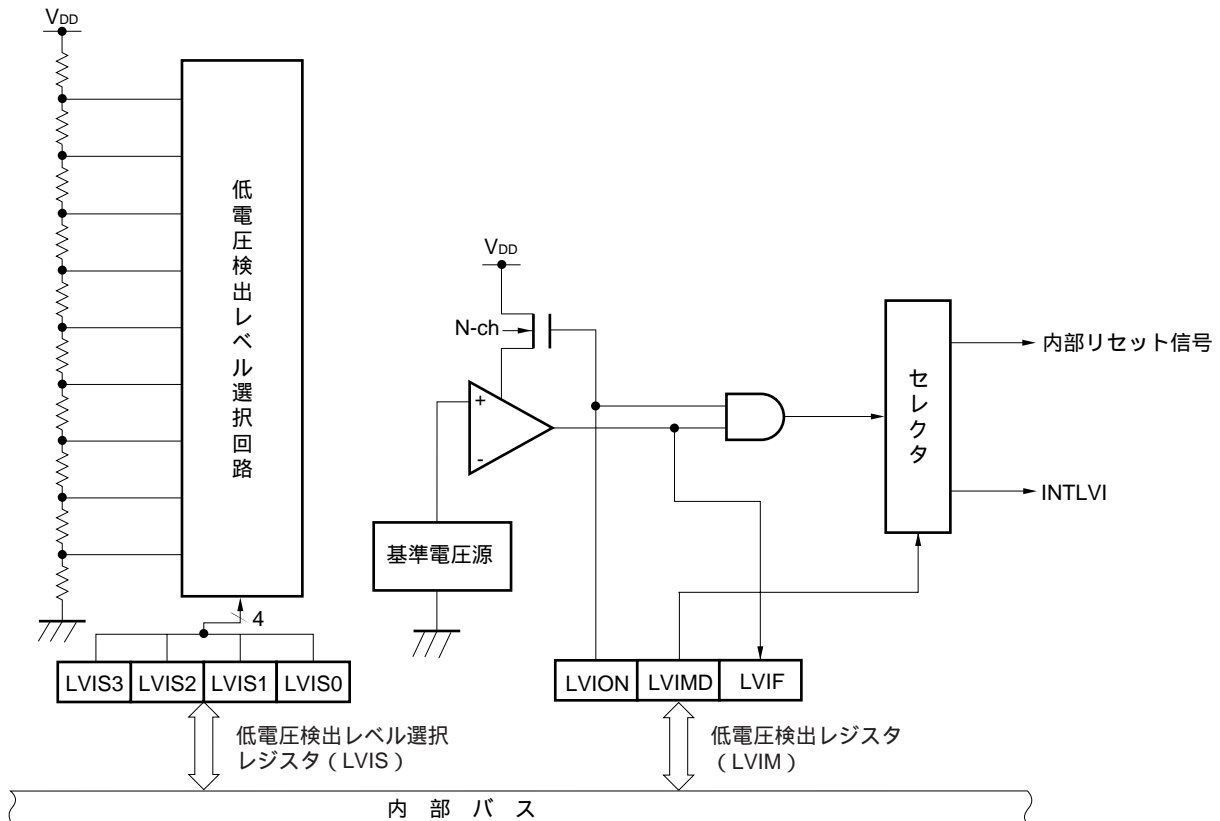 VDD
低電圧検出レベル選択回路
4
LVIS3 LVIS2 LVIS1 LVIS0
低電圧検出レベル選択
レジスタ(LVIS)
VDD
N-ch
+
-
基準電圧源
セレクタ
内部リセット信号
INTLVI
LVION LVIMD LVIF
低電圧検出レジスタ
(LVIM)
内 部 バ ス